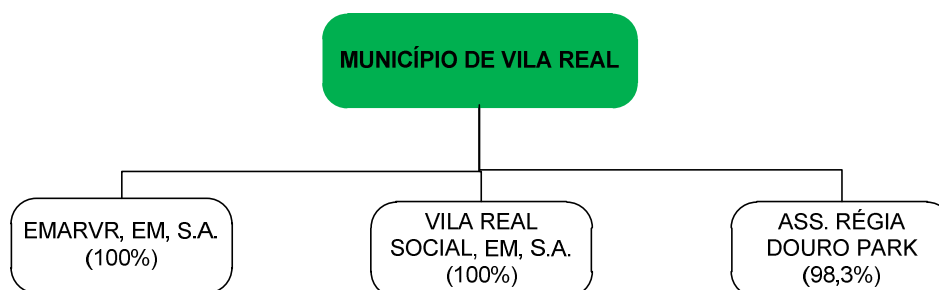 MUNICÍPIO DE VILA REAL
EMARVR, EM, S.A.
(100%)
VILA REAL
SOCIAL, EM, S.A.
(100%)
ASS. RÉGIA
DOURO PARK
(98,3%)